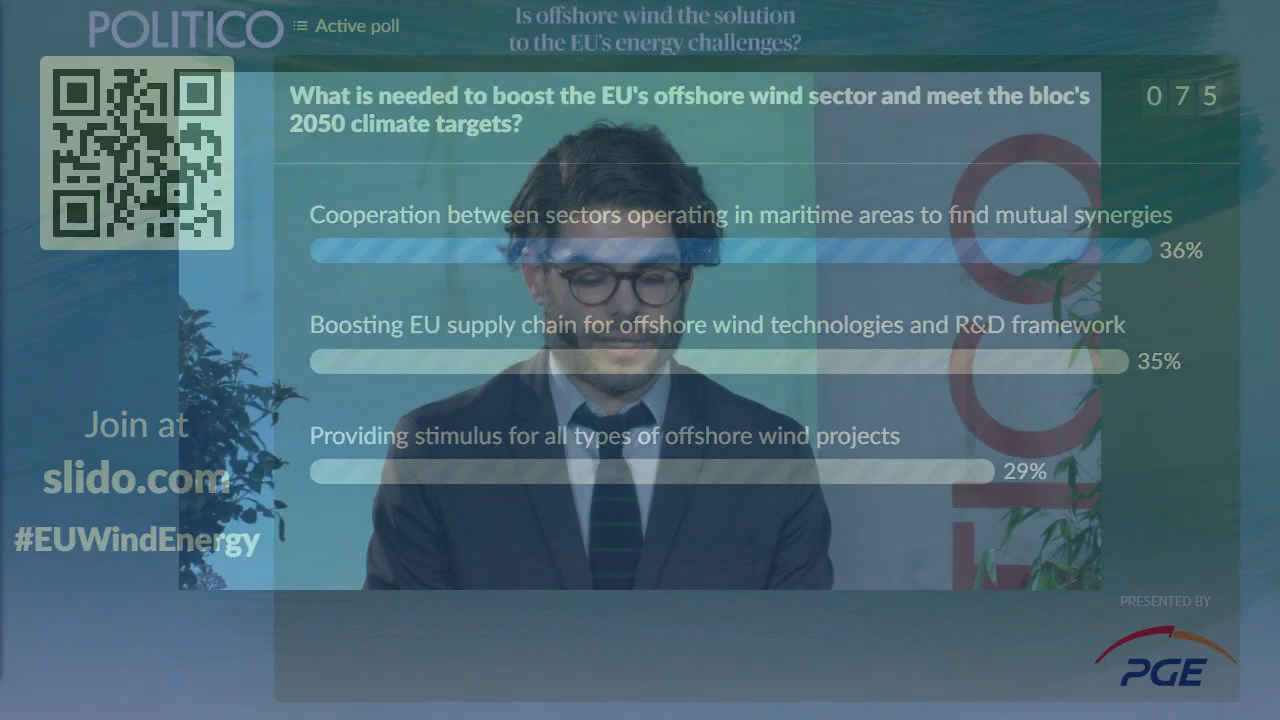 POLITICO
Active poll
Is offshore wind the solution
to the EU's energy challenges?
What is needed to boost the EU's offshore wind sector and meet the bloc's
2050 climate targets?
075
Cooperation between sectors operating in maritime areas to find mutual synergies
36%
Boosting EU supply chain for offshore wind technologies and R&D framework
35%
Providing stimulus for all types of offshore wind projects
29%
Join at
slido.com
#EUWindEnergy
TICO
PRESENTED BY
PGE